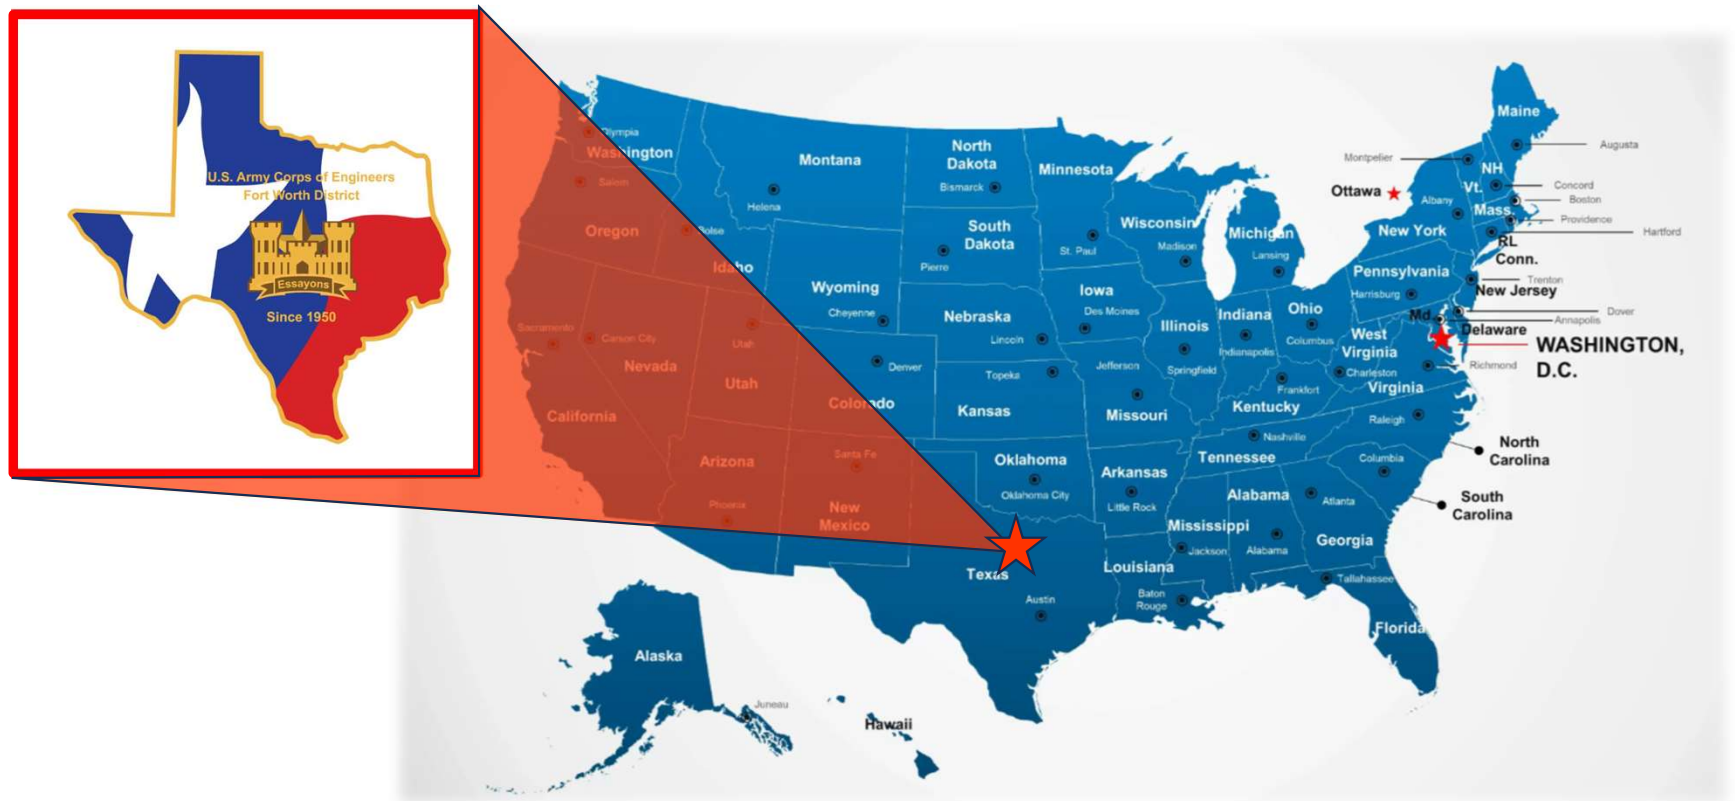 U.S. Army Corps of Engineers
Fort Worth District
Essayons
Since 1950
Olympia
Washington
Salem
Oregon
Boise
Idaho
Montana
Helena
North
Dakota
Bismarck
Minnesota
South
Dakota
Pierre
St. Paul
Wisconsin
Madison
Michigan
Lansing
Wyoming
Cheyenne
Nebraska
Lincoln
Iowa
Des Moines
Illinois
Springfield
Indiana
Indianapolis
Ohio
Columbus
Sacramento
Carson City
Nevada
California
Utah
Utah
Denver
Colorado
Topeka
Kansas
Jefferson
Missouri
Frankfort
Kentucky
West
Virginia
Charleston
Virginia
Richmond
Arizona
Phoenix
Santa Fe
New
Mexico
Oklahoma
Oklahoma City
Arkansas
Little Rock
Nashville
Tennessee
Raleigh
North
Carolina
Columbia
South
Carolina
Alabama
Alabama
Atlanta
Georgia
Mississippi
Jackson
Louisiana
Baton
Rouge
Texas
Austin
Tallahassee
Florida
Maine
Augusta
Montpelier
NH
Vt.
Concord
Boston
Ottawa
Albany
Mass.
Providence
New York
Hartford
RL
Conn.
Pennsylvania
Harrisburg
Trenton
New Jersey
Md.
Dover
Annapolis
Delaware
WASHINGTON,
D.C.
Alaska
Juneau
Hawaii